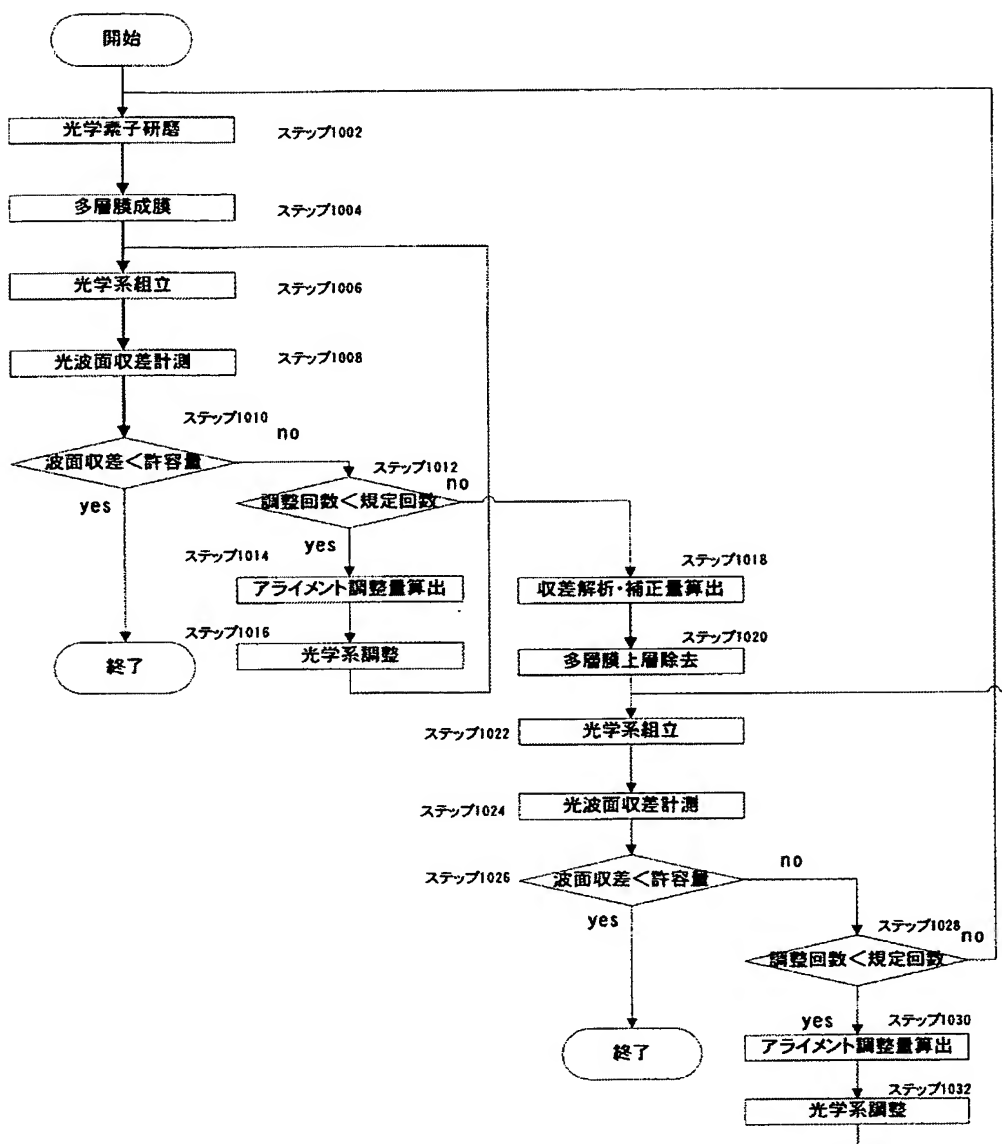 開始
光学素子研磨
ステップ1002
多層膜成膜
ステップ1004
光学系組立
ステップ1006
光波面収差計測
ステップ1008
ステップ1010
波面収差<許容量
no
yes
ステップ1012
調整回数<規定回数
no
yes
ステップ1014
アライメント調整量算出
ステップ1016
光学系調整
終了
ステップ1018
収差解析・補正量算出
ステップ1020
多層膜上層除去
ステップ1022
光学系組立
ステップ1024
光波面収差計測
ステップ1026
波面収差<許容量
no
yes
ステップ1028
調整回数<規定回数
no
yes
終了
ステップ1030
アライメント調整量算出
ステップ1032
光学系調整